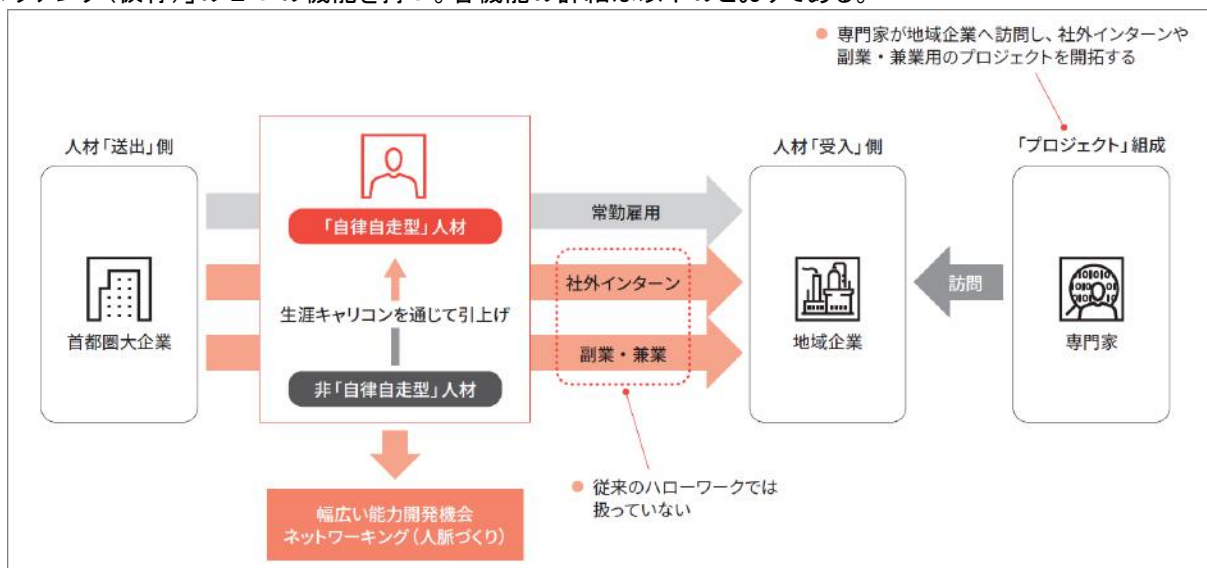 専門家が地域企業へ訪問し、社外インターンや
副業・兼業用のプロジェクトを開拓する
人材「送出」側
人材「受入」側
「プロジェクト」組成
「自律自走型」人材
常勤雇用
社外インターン
訪問
生涯キャリコンを通じて引上げ
首都圏大企業
地域企業
専門家
副業・兼業
非「自律自走型」人材
従来のハローワークでは
扱っていない
幅広い能力開発機会
ネットワーキング(人脈づくり)